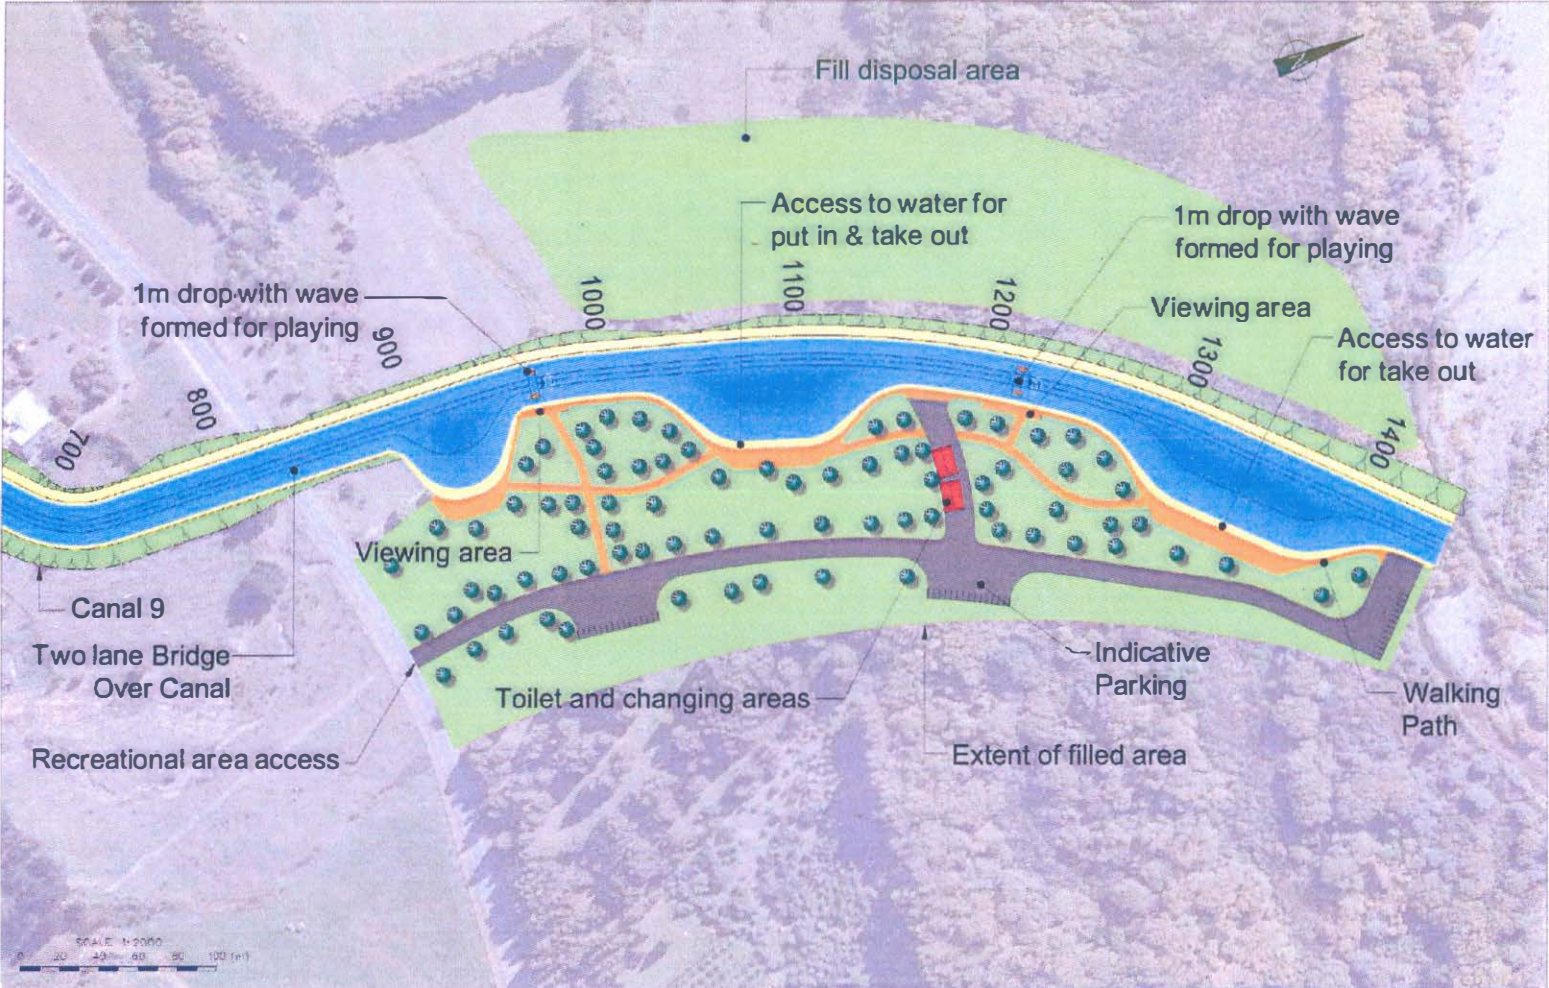 Fill disposal area
Access to water for
put in & take out
1m drop with wave
formed for playing
1m drop with wave
formed for playing
Viewing area
Access to water
for take out
700
800
900
1000
1100
1200
1300
1400
Viewing area
Canal 9
Two lane Bridge
Over Canal
Recreational area access
Toilet and changing areas
Indicative
Parking
Extent of filled area
Walking
Path
SCALE 1:2000
0 20 40 60 80 100 (m)